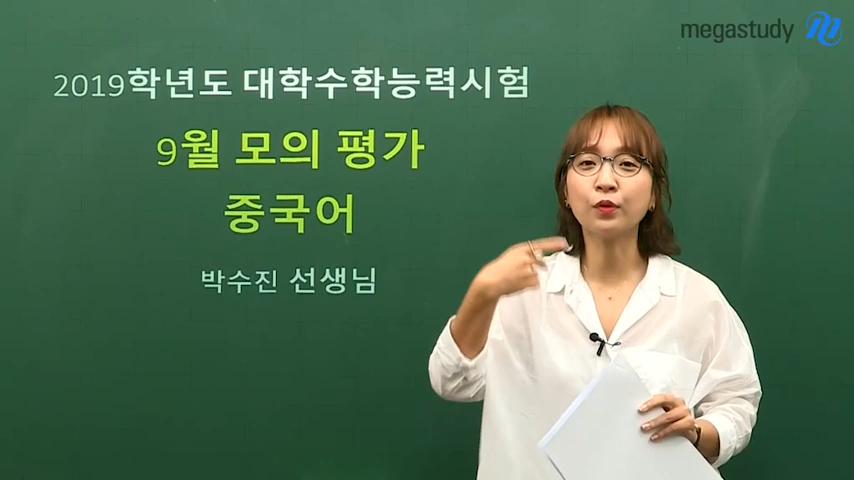 megastudy
2019학년도 대학수학능력시험
9월 모의 평가
중국어
박수진 선생님